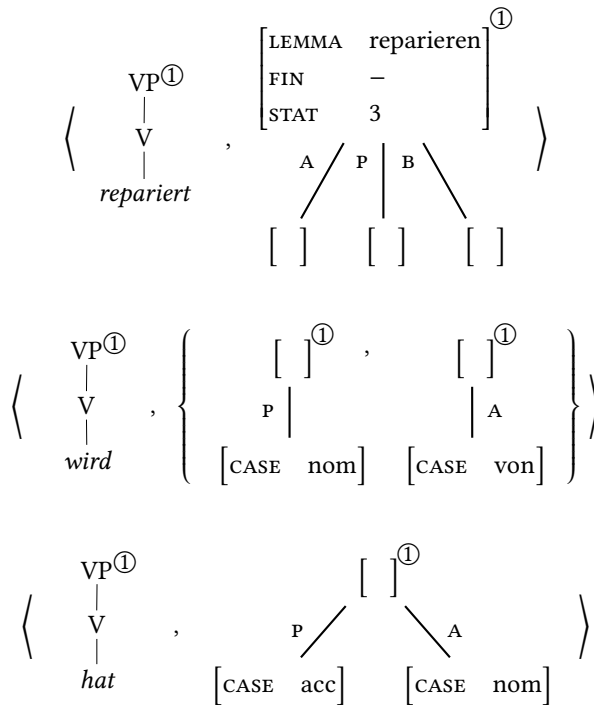 LEMMA reparieren ①
VP① FIN −
STAT 3
⟨ V , ⟩
A P B
repariert
[ ] [ ] [ ]
VP① [ ]① , [ ]①
⟨ V , { P A } ⟩
wird [CASE nom] [CASE von]
VP① [ ]①
⟨ V , P A ⟩
hat [CASE acc] [CASE nom]